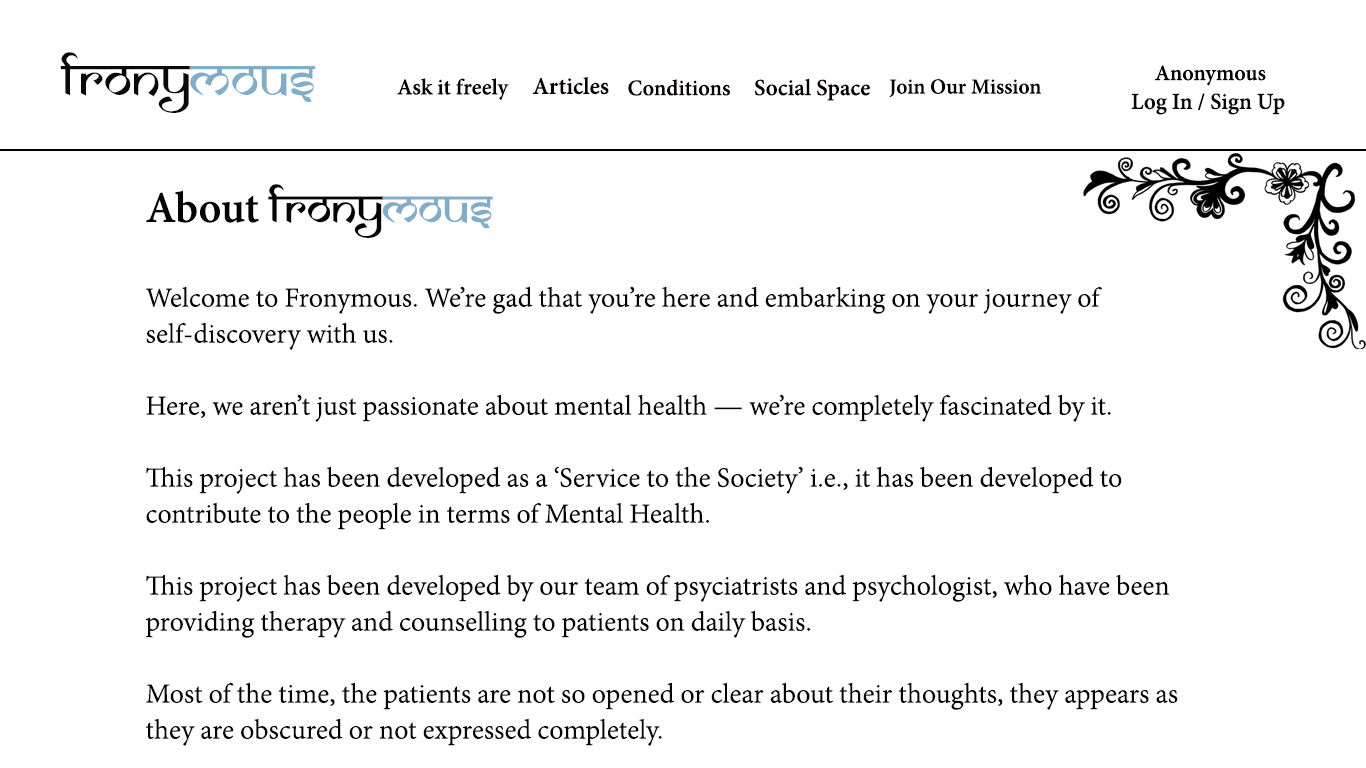 fronymous
Ask it freely Articles Conditions Social Space Join Our Mission
Anonymous
Log In / Sign Up
About fronymous
Welcome to Fronymous. We’re gad that you’re here and embarking on your journey of
self-discovery with us.
Here, we aren’t just passionate about mental health — we’re completely fascinated by it.
This project has been developed as a ‘Service to the Society’ i.e., it has been developed to
contribute to the people in terms of Mental Health.
This project has been developed by our team of psyciatrists and psychologist, who have been
providing therapy and counselling to patients on daily basis.
Most of the time, the patients are not so opened or clear about their thoughts, they appears as
they are obscured or not expressed completely.